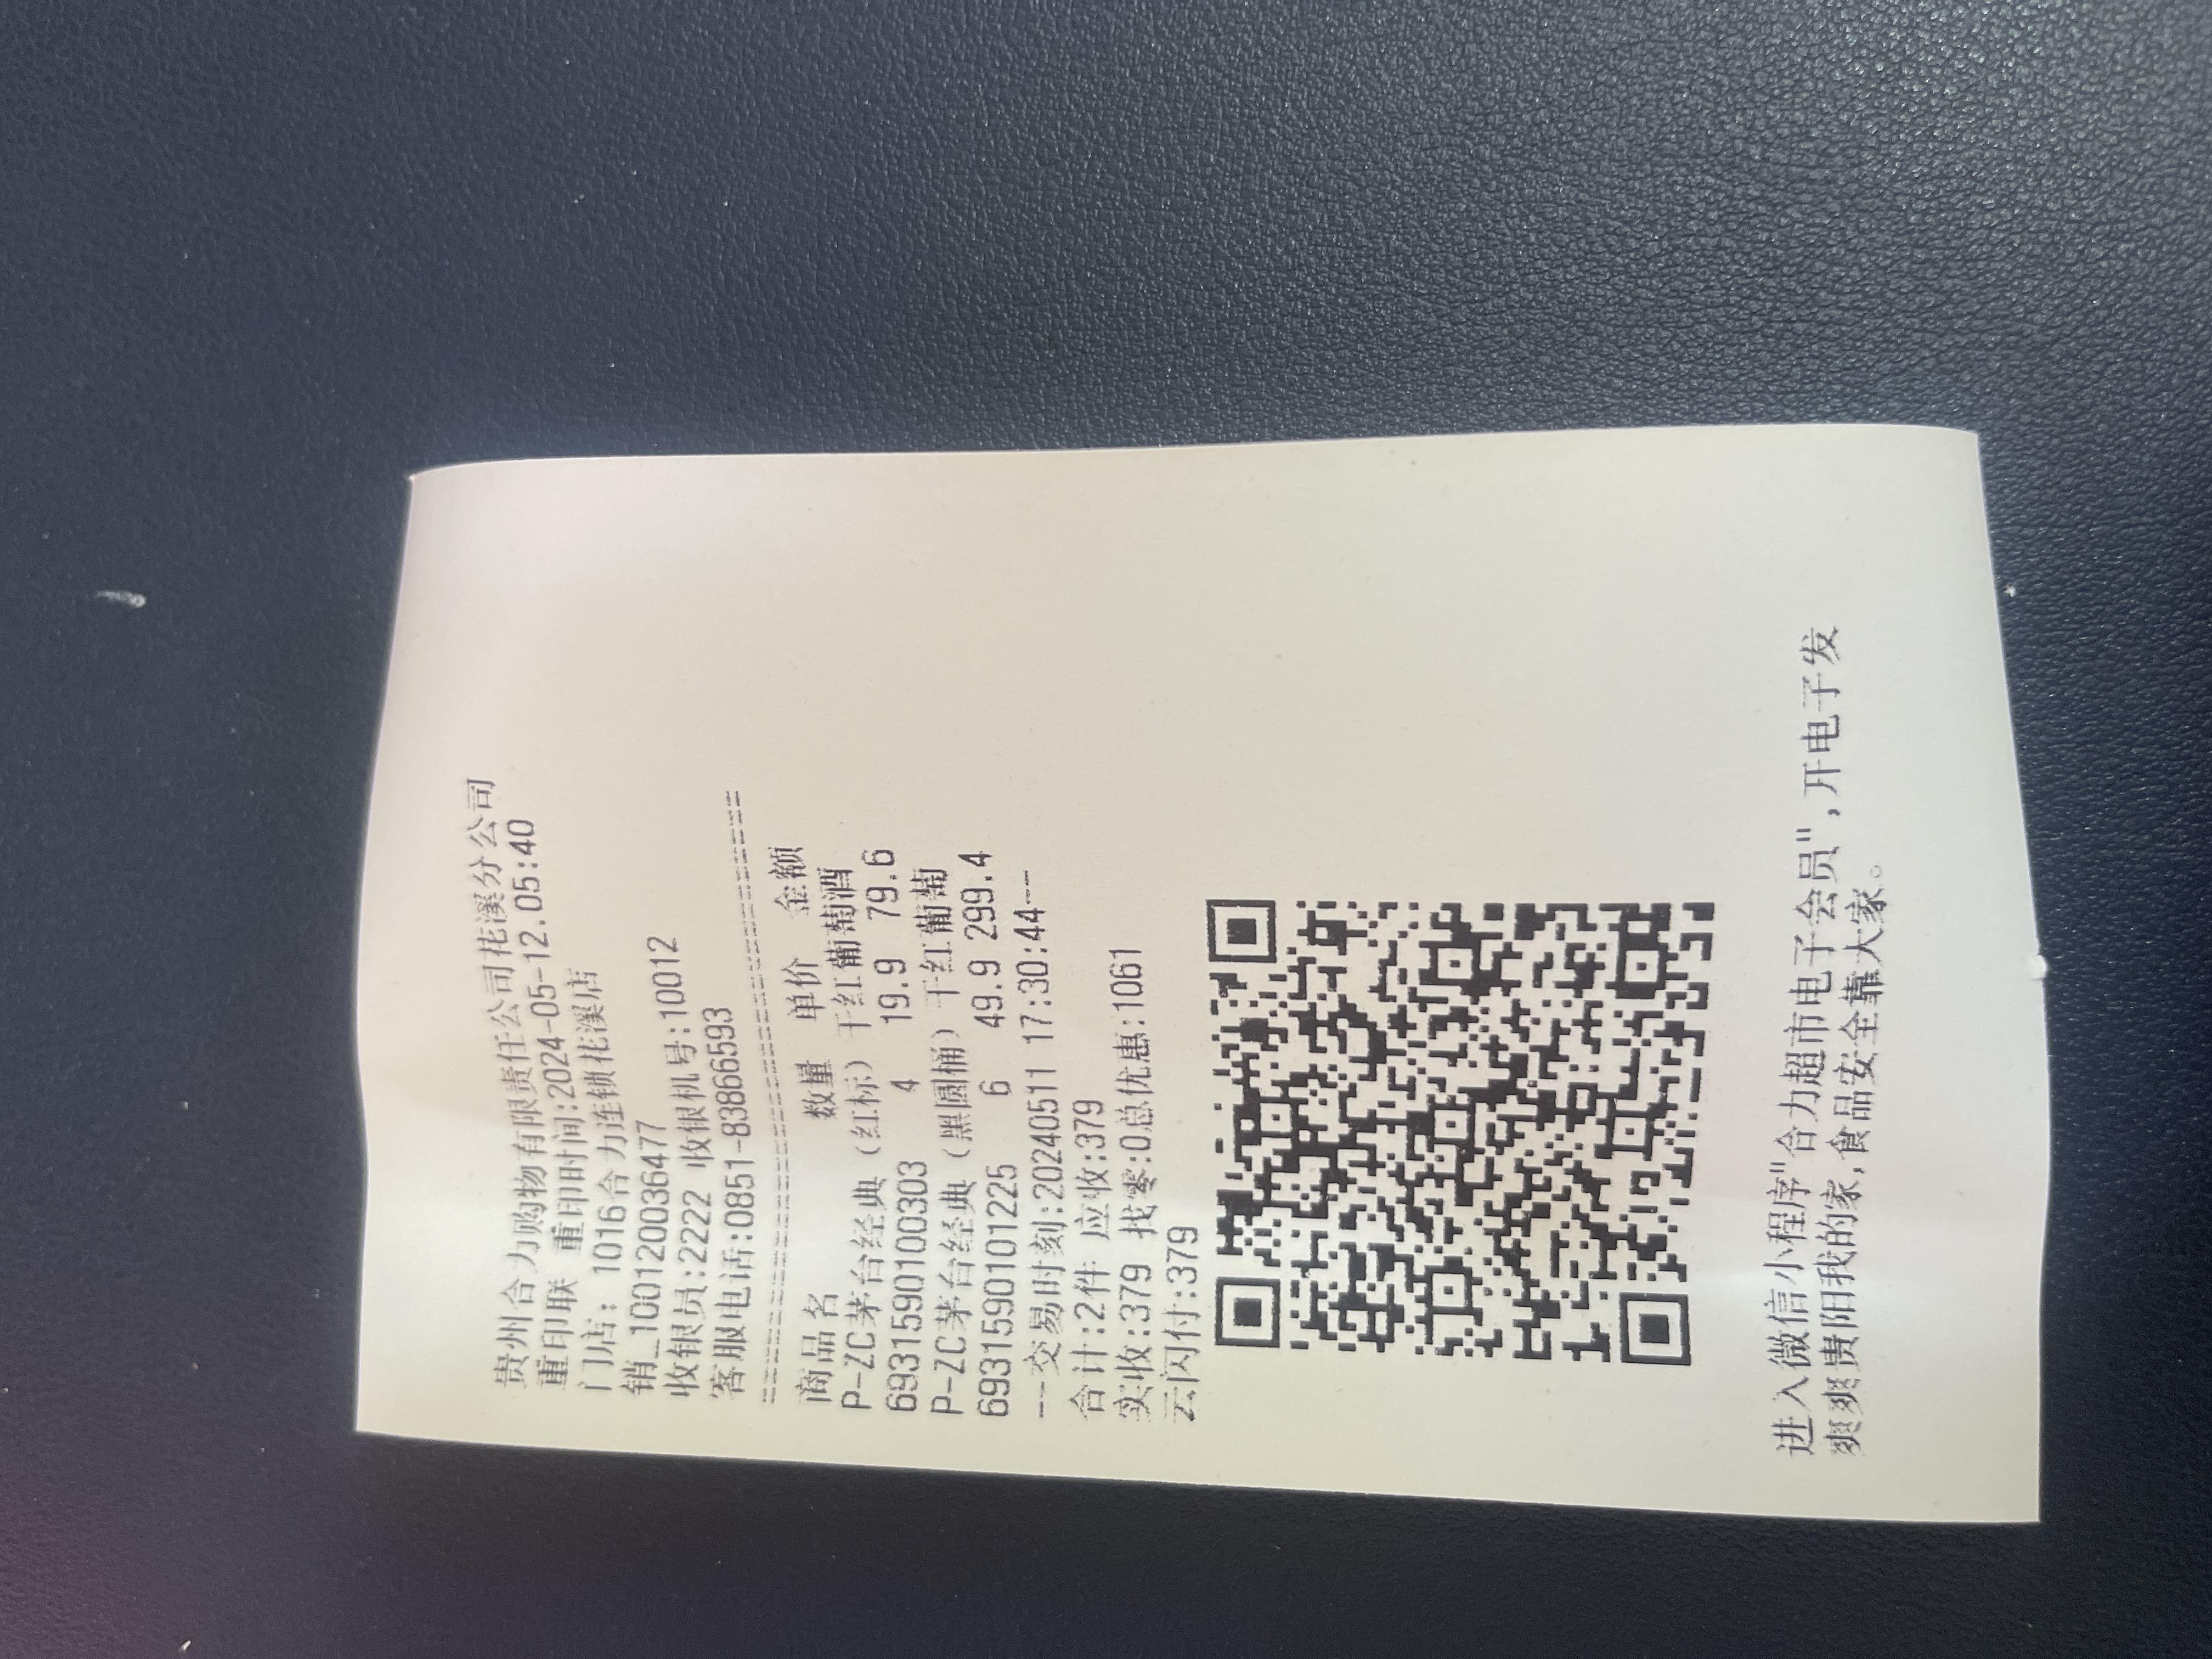 贵州合力购物有限责任公司花溪分公司
重印联 重印时间:2024-05-12.05:40
门店: 1016合力连锁花溪店
销_100120036477
收银员:2222 收银机号:10012
客服电话:0851-83866593
商品名 数量 单价 金额
P-ZC茅台经典（红标）干红葡萄酒
6931590100303 4 19.9 79.6
P-ZC茅台经典（黑圆桶）干红葡萄
6931590101225 6 49.9 299.4
--交易时刻:20240511 17:30:44--
合计:2件 应收:379
实收:379 找零:0总优惠:1061
云闪付:379
进入微信小程序"合力超市电子会员",开电子发
爽爽贵阳我的家,食品安全靠大家。